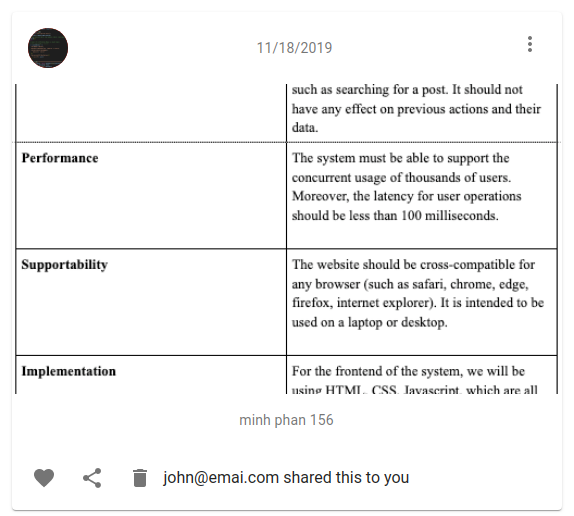 11/18/2019
such as searching for a post. It should not
have any effect on previous actions and their
data.
Performance
The system must be able to support the
concurrent usage of thousands of users.
Moreover, the latency for user operations
should be less than 100 milliseconds.
Supportability
The website should be cross-compatible for
any browser (such as safari, chrome, edge,
firefox, internet explorer). It is intended to be
used on a laptop or desktop.
Implementation
For the frontend of the system, we will be
using HTML, CSS, Javascript, which are all
minh phan 156
john@emai.com shared this to you